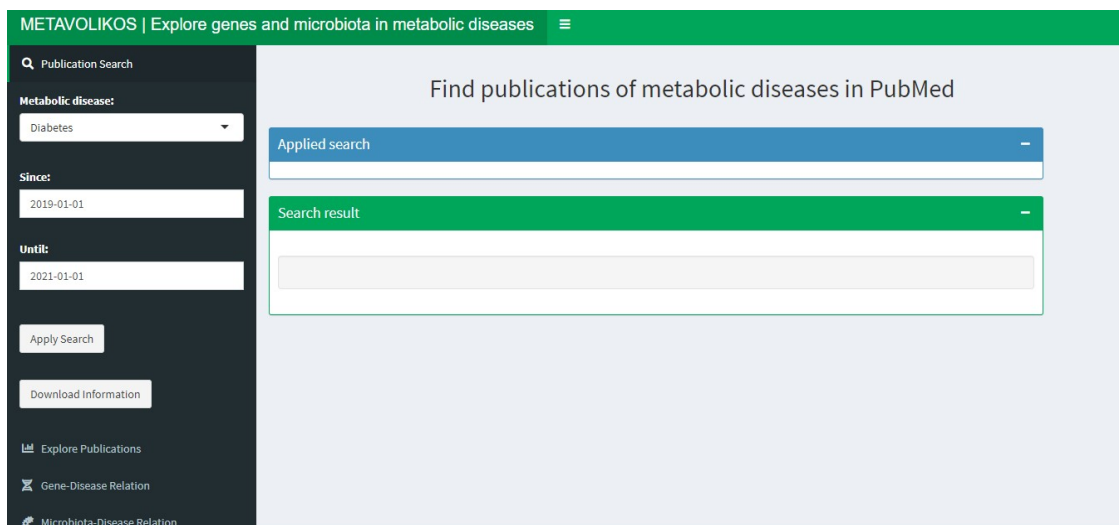 METAVOLIKOS | Explore genes and microbiota in metabolic diseases
Publication Search
Metabolic disease:
Diabetes
Since:
2019-01-01
Until:
2021-01-01
Apply Search
Download Information
Explore Publications
Gene-Disease Relation
Microbiota-Disease Relation
Find publications of metabolic diseases in PubMed
Applied search
Search result